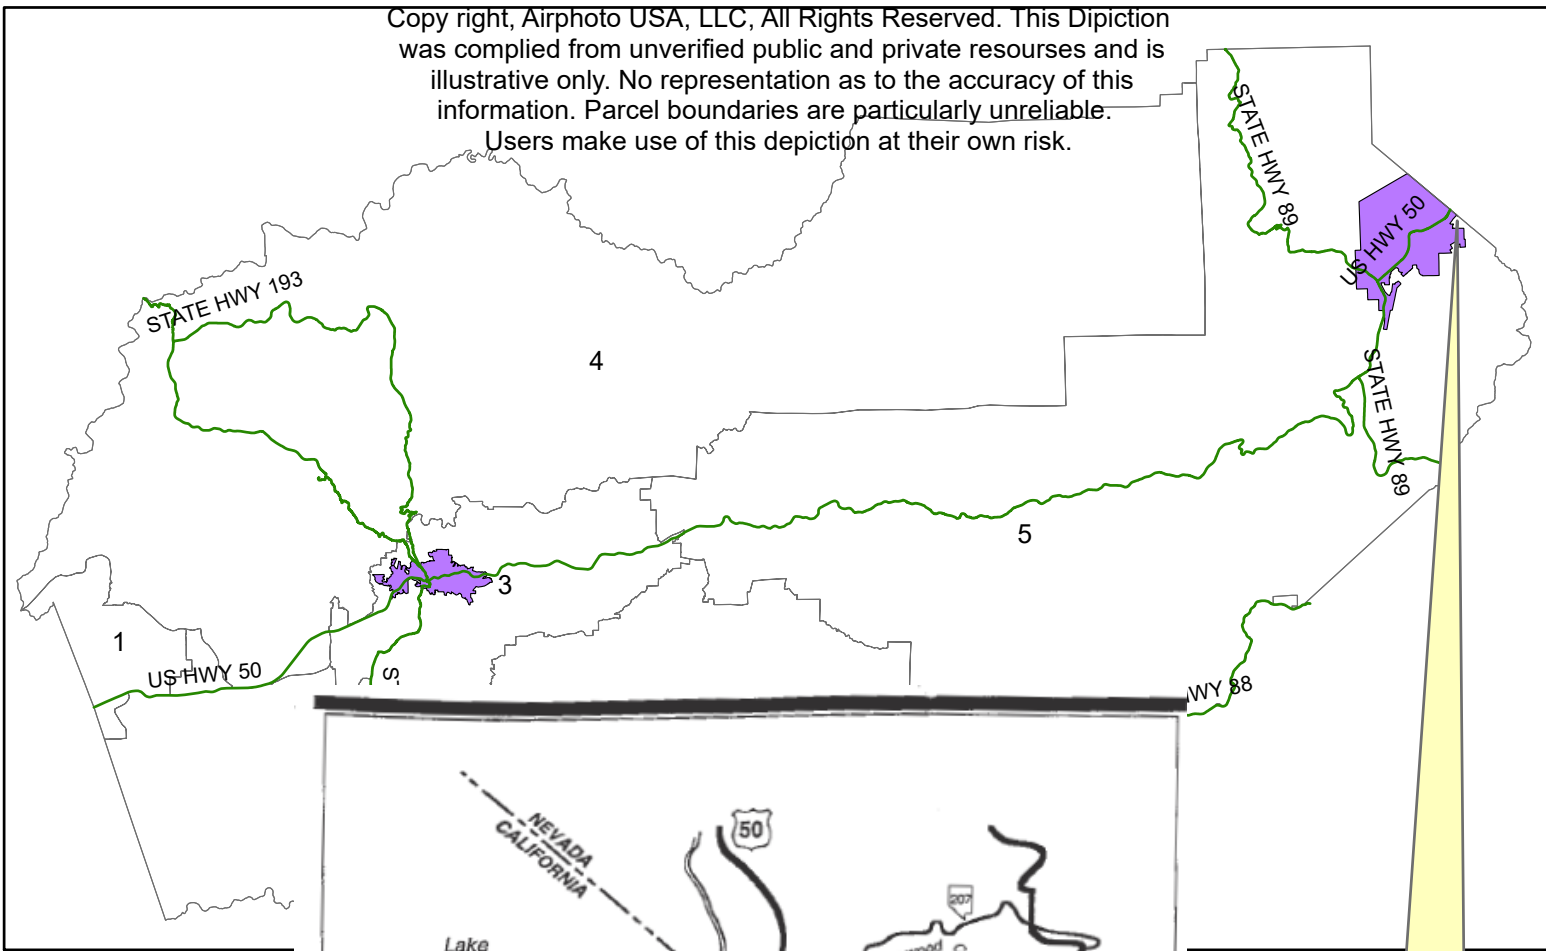 Copy right, Airphoto USA, LLC, All Rights Reserved. This Dipiction
was complied from unverified public and private resourses and is
illustrative only. No representation as to the accuracy of this
information. Parcel boundaries are particularly unreliable.
Users make use of this depiction at their own risk.
STATE HWY 89
US HWY 50
STATE HWY 193
4
STATE HWY 89
5
3
1
US HWY 50
S-
WY 88
NEVADA
CALIFORNIA
50
207
Lake